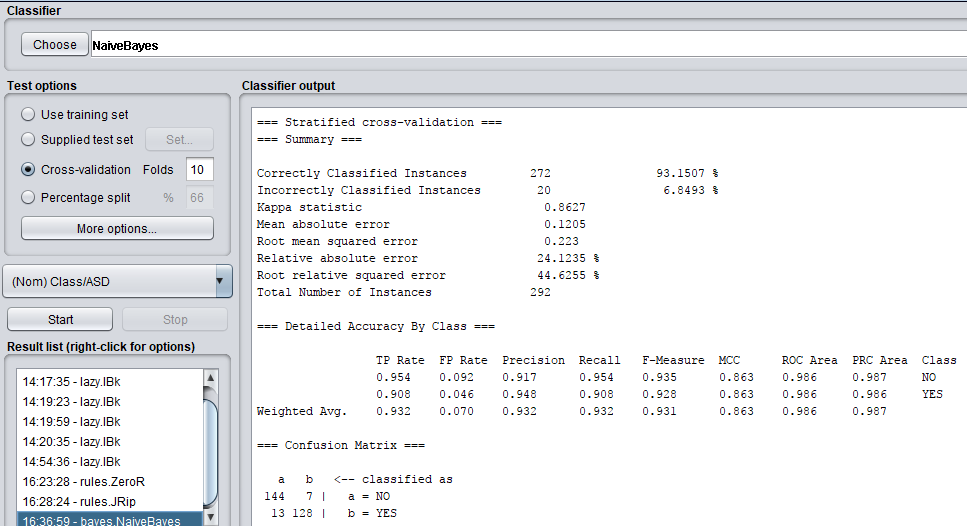 Classifier
Choose NaiveBayes
Test options
Use training set
Supplied test set Set...
Cross-validation Folds 10
Percentage split % 66
More options...
(Nom) Class/ASD
Start Stop
Result list (right-click for options)
14:17:35 - lazy.IBk
14:19:23 - lazy.IBk
14:19:59 - lazy.IBk
14:20:35 - lazy.IBk
14:54:36 - lazy.IBk
16:23:28 - rules.ZeroR
16:28:24 - rules.JRip
16:36:59 - bayes.NaiveBayes
Classifier output
=== Stratified cross-validation ===
=== Summary ===
Correctly Classified Instances 272 93.1507 %
Incorrectly Classified Instances 20 6.8493 %
Kappa statistic 0.8627
Mean absolute error 0.1205
Root mean squared error 0.223
Relative absolute error 24.1235 %
Root relative squared error 44.6255 %
Total Number of Instances 292
=== Detailed Accuracy By Class ===
TP Rate FP Rate Precision Recall F-Measure MCC ROC Area PRC Area Class
0.954 0.092 0.917 0.954 0.935 0.863 0.986 0.987 NO
0.908 0.046 0.948 0.908 0.928 0.863 0.986 0.986 YES
Weighted Avg. 0.932 0.070 0.932 0.932 0.931 0.863 0.986 0.987
=== Confusion Matrix ===
a b <-- classified as
144 7 | a = NO
13 128 | b = YES